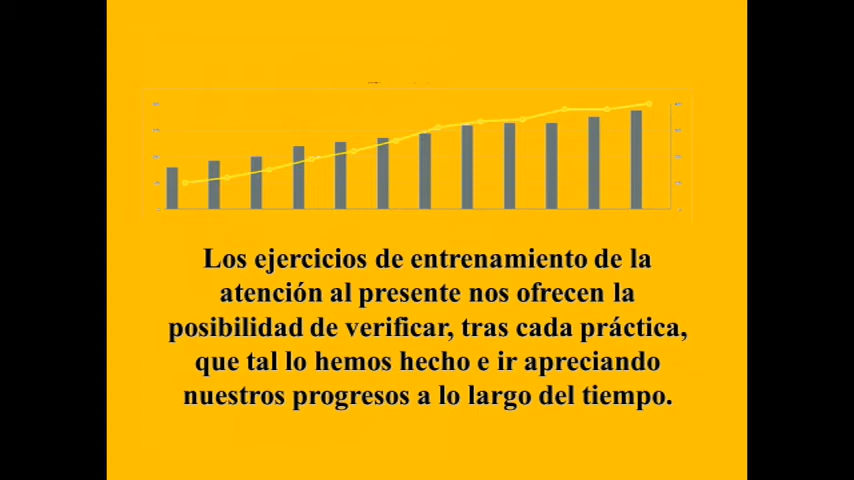 Los ejercicios de entrenamiento de la
atención al presente nos ofrecen la
posibilidad de verificar, tras cada práctica,
que tal lo hemos hecho e ir apreciando
nuestros progresos a lo largo del tiempo.